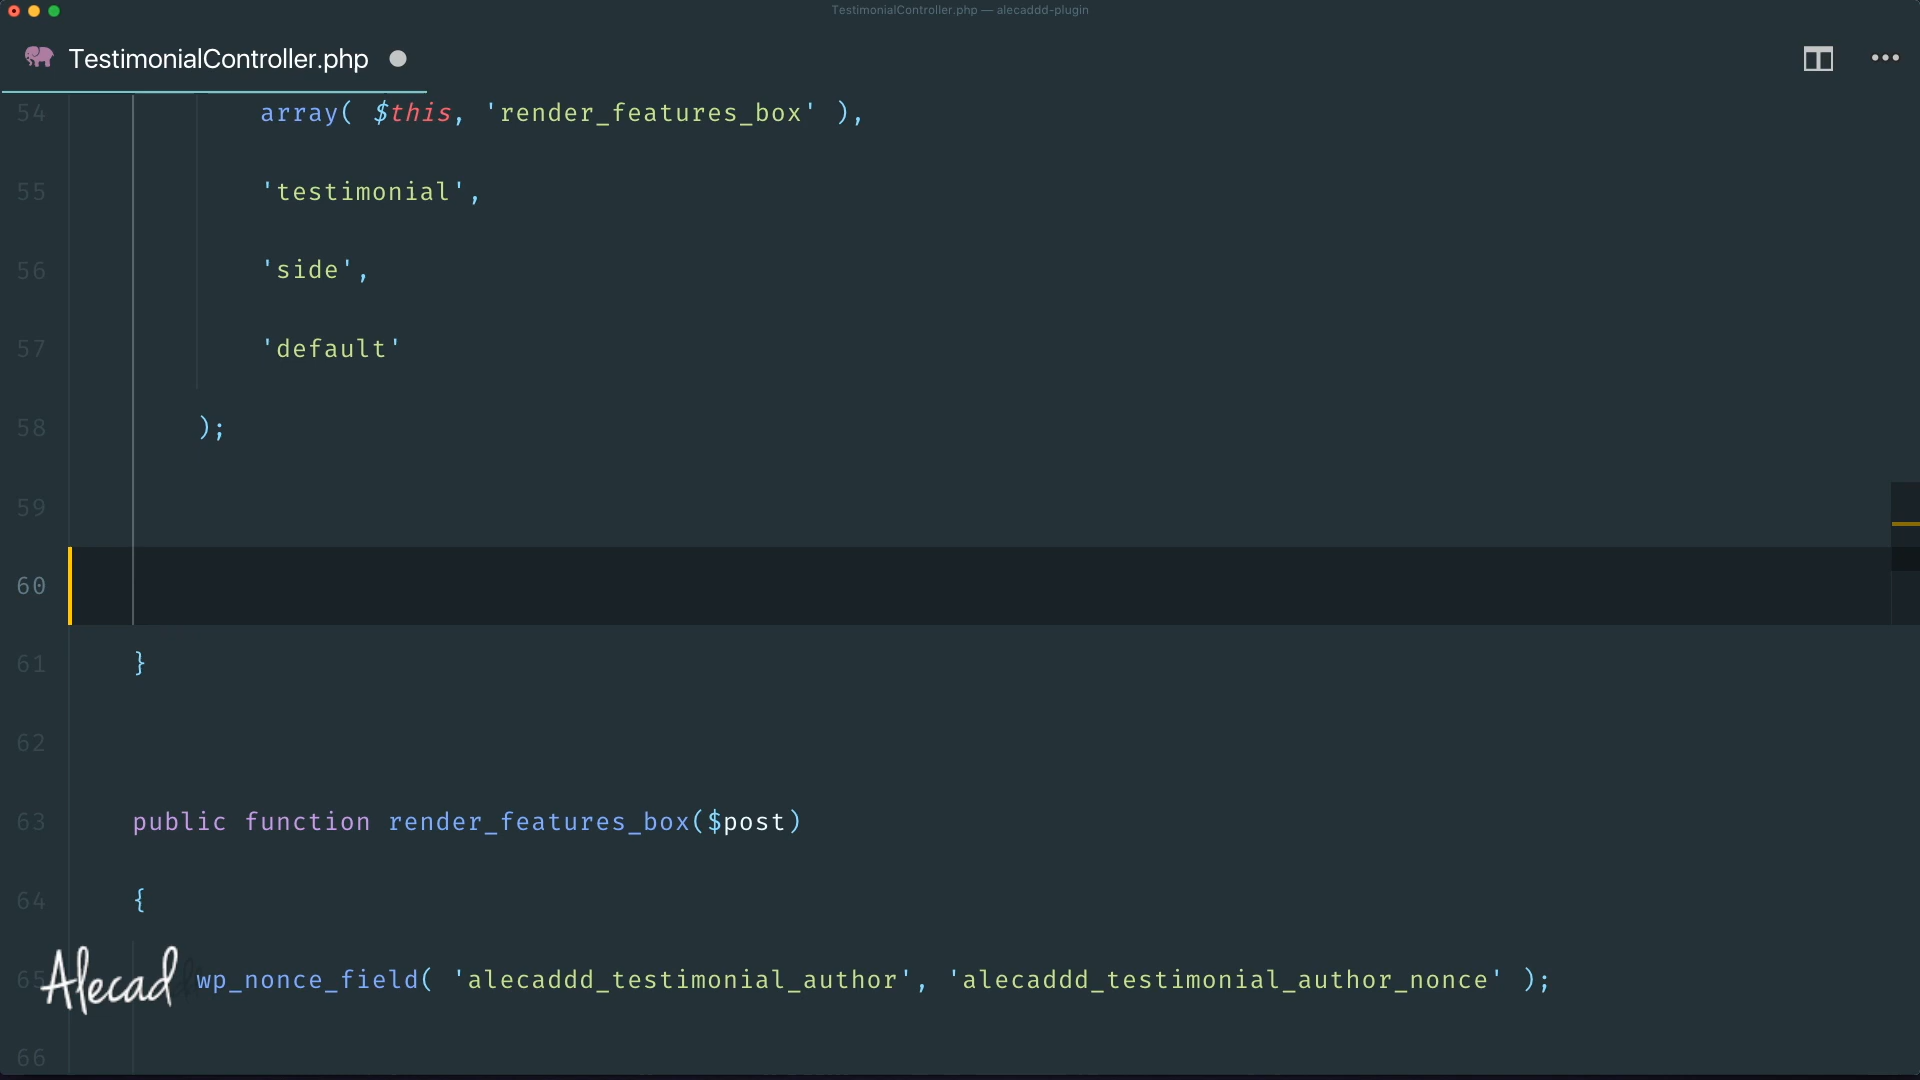 TestimonialController.php — alecaddd-plugin
TestimonialController.php
54 array( $this, 'render_features_box' ),
55 'testimonial',
56 'side',
57 'default'
58 );
59
60
61 }
62
63 public function render_features_box($post)
64 {
65 wp_nonce_field( 'alecaddd_testimonial_author', 'alecaddd_testimonial_author_nonce' );
Alecad
66